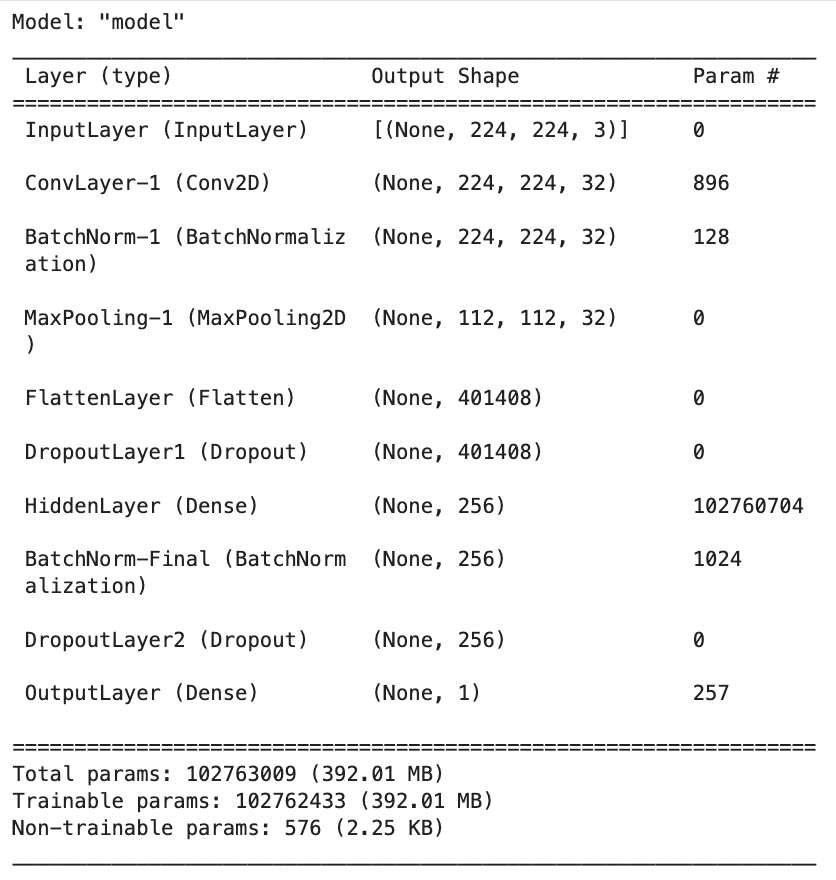 Model: "model"
Layer (type) Output Shape Param #
InputLayer (InputLayer) [(None, 224, 224, 3)] 0
ConvLayer-1 (Conv2D) (None, 224, 224, 32) 896
BatchNorm-1 (BatchNormaliz (None, 224, 224, 32) 128
ation)
MaxPooling-1 (MaxPooling2D (None, 112, 112, 32) 0
)
FlattenLayer (Flatten) (None, 401408) 0
DropoutLayer1 (Dropout) (None, 401408) 0
HiddenLayer (Dense) (None, 256) 102760704
BatchNorm-Final (BatchNorm (None, 256) 1024
alization)
DropoutLayer2 (Dropout) (None, 256) 0
OutputLayer (Dense) (None, 1) 257
Total params: 102763009 (392.01 MB)
Trainable params: 102762433 (392.01 MB)
Non-trainable params: 576 (2.25 KB)